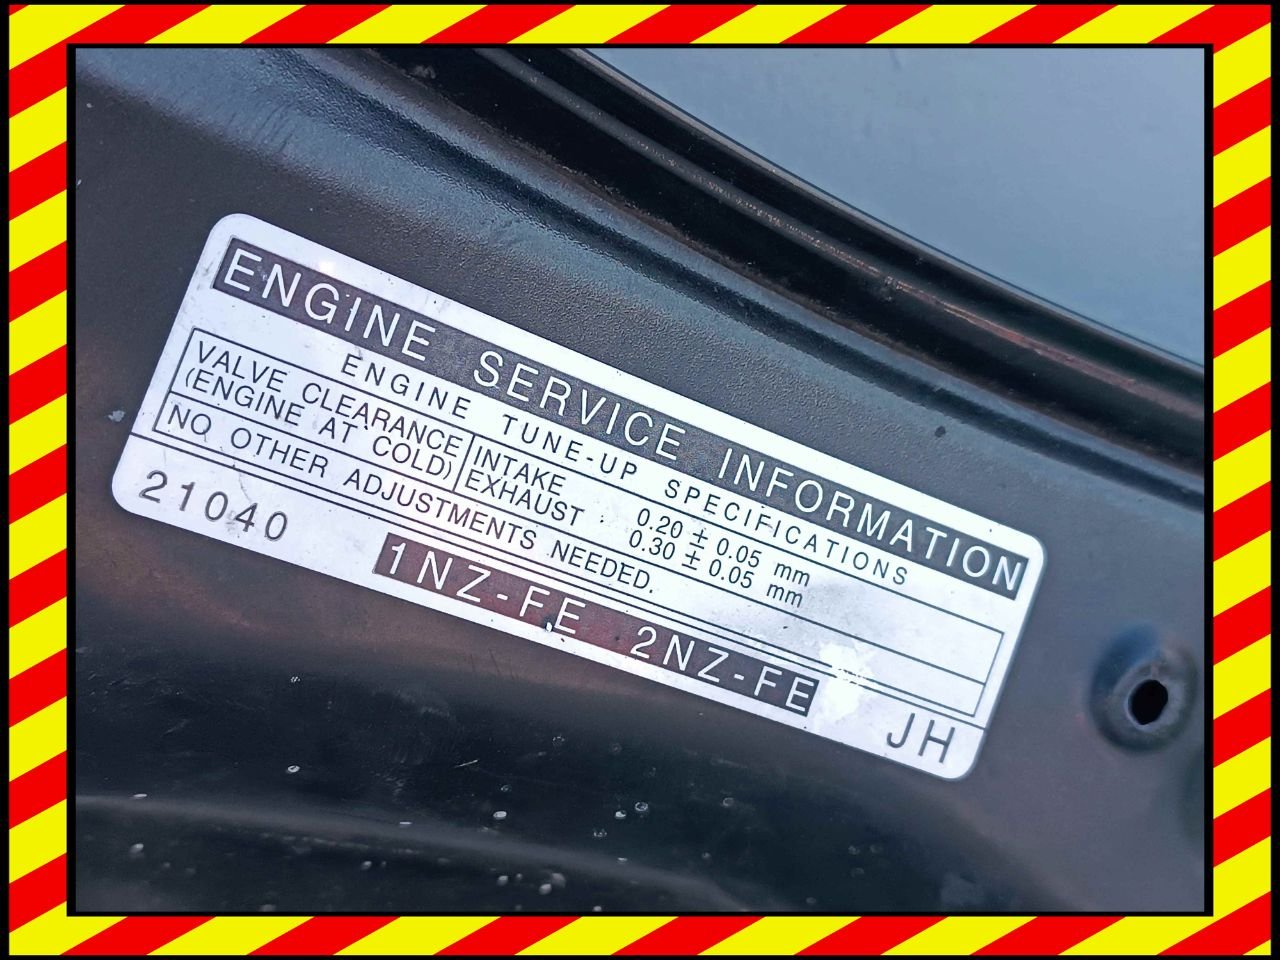 ENGINE SERVICE INFORMATION
ENGINE TUNE-UP SPECIFICATIONS
VALVE CLEARANCE INTAKE 0.20 ± 0.05 mm
(ENGINE AT COLD) EXHAUST 0.30 ± 0.05 mm
NO OTHER ADJUSTMENTS NEEDED.
21040 1NZ-FE 2NZ-FE JH